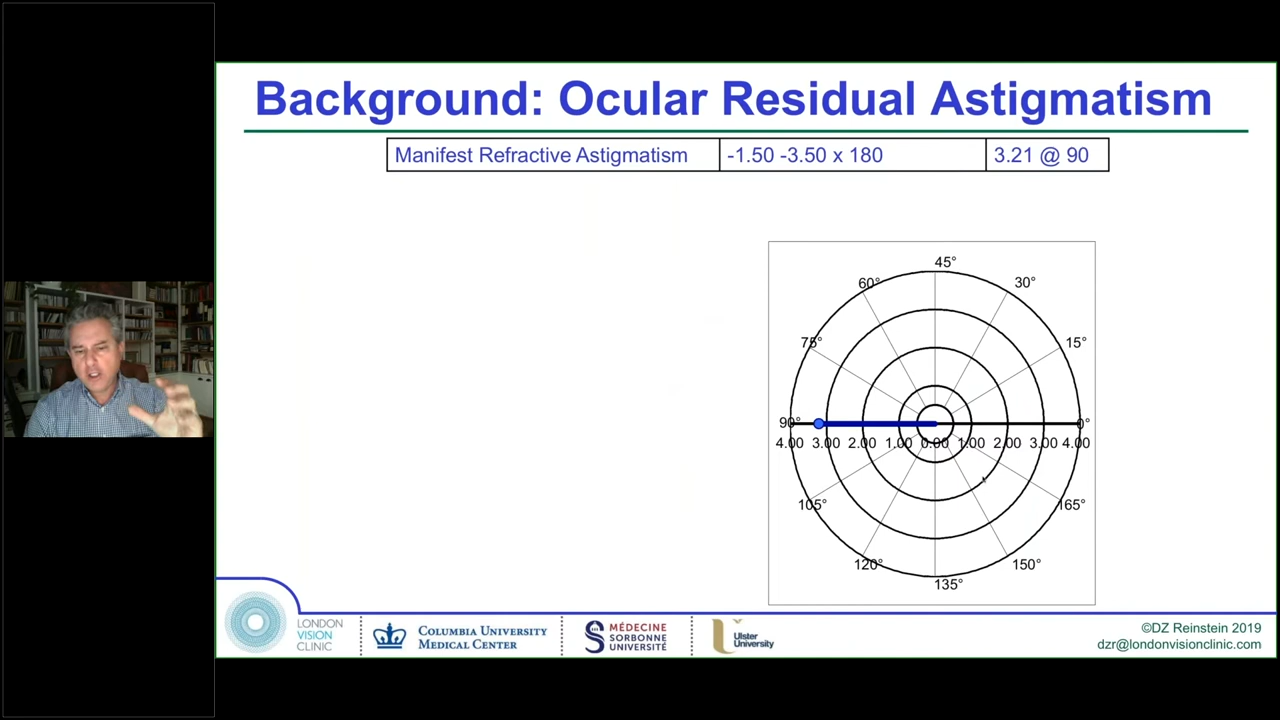 Background: Ocular Residual Astigmatism
Manifest Refractive Astigmatism -1.50 -3.50 x 180 3.21 @ 90
45°
60° 30°
75° 15°
90° 0°
4.00 3.00 2.00 1.00 0.00 1.00 2.00 3.00 4.00
105° 165°
120° 150°
135°
LONDON
VISION
CLINIC
COLUMBIA UNIVERSITY
MEDICAL CENTER
MÉDECINE
SORBONNE
UNIVERSITÉ
Ulster
University
©DZ Reinstein 2019
dzr@londonvisionclinic.com